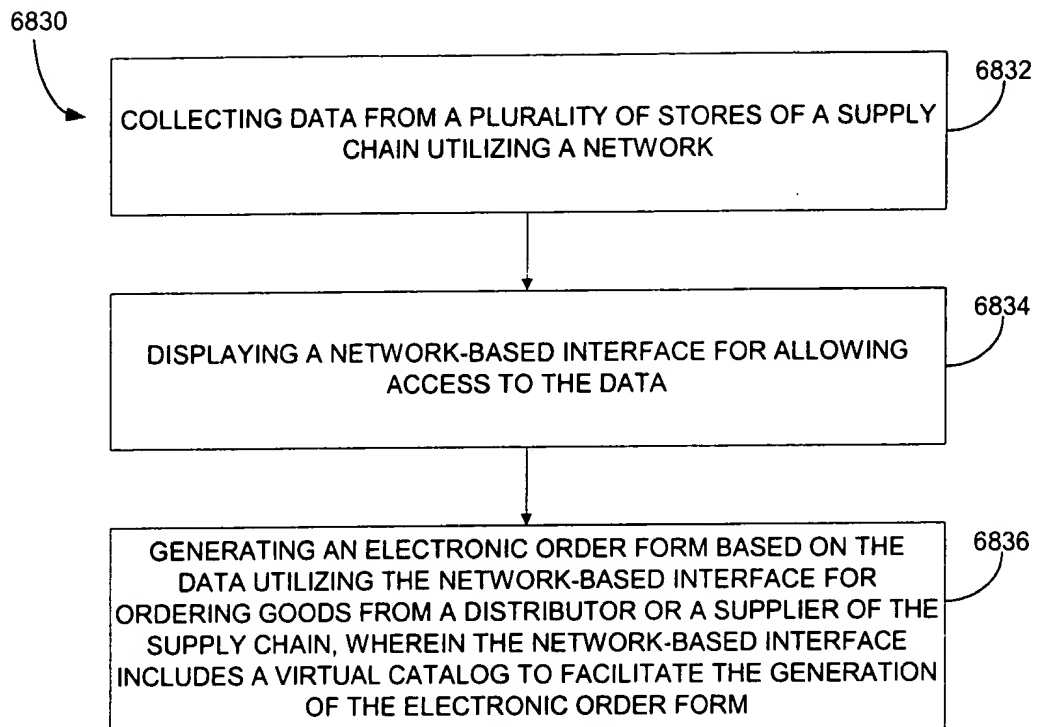 6830
6832
COLLECTING DATA FROM A PLURALITY OF STORES OF A SUPPLY
CHAIN UTILIZING A NETWORK
6834
DISPLAYING A NETWORK-BASED INTERFACE FOR ALLOWING
ACCESS TO THE DATA
6836
GENERATING AN ELECTRONIC ORDER FORM BASED ON THE
DATA UTILIZING THE NETWORK-BASED INTERFACE FOR
ORDERING GOODS FROM A DISTRIBUTOR OR A SUPPLIER OF THE
SUPPLY CHAIN, WHEREIN THE NETWORK-BASED INTERFACE
INCLUDES A VIRTUAL CATALOG TO FACILITATE THE GENERATION
OF THE ELECTRONIC ORDER FORM